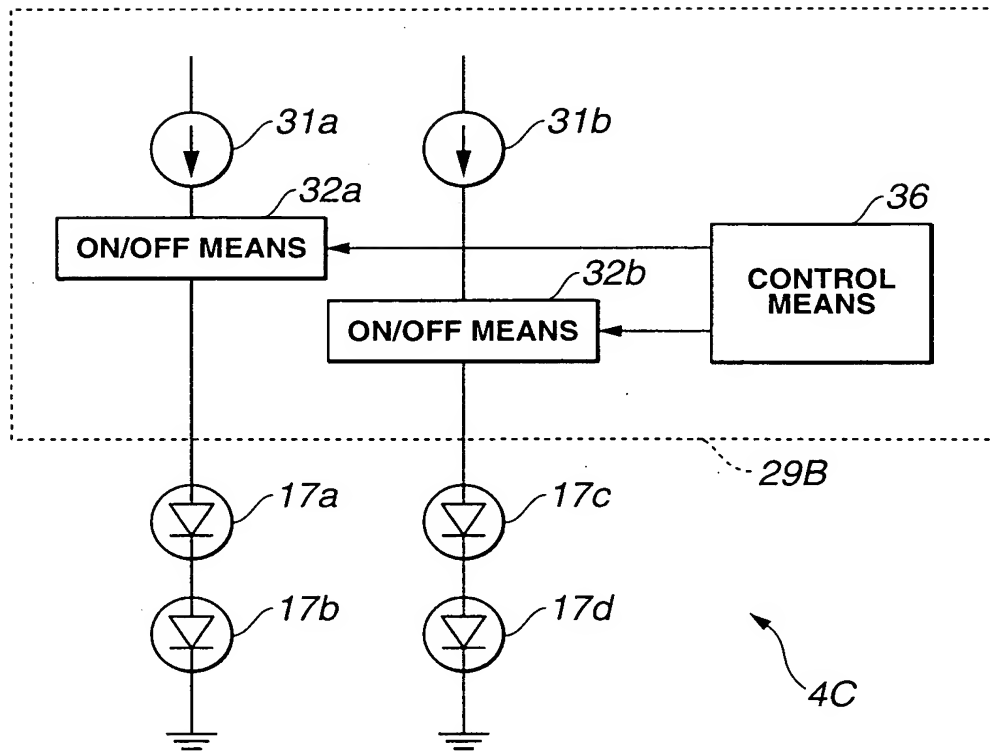 31a
31b
32a
36
ON/OFF MEANS
32b
CONTROL
MEANS
ON/OFF MEANS
29B
17a
17c
17b
17d
4C